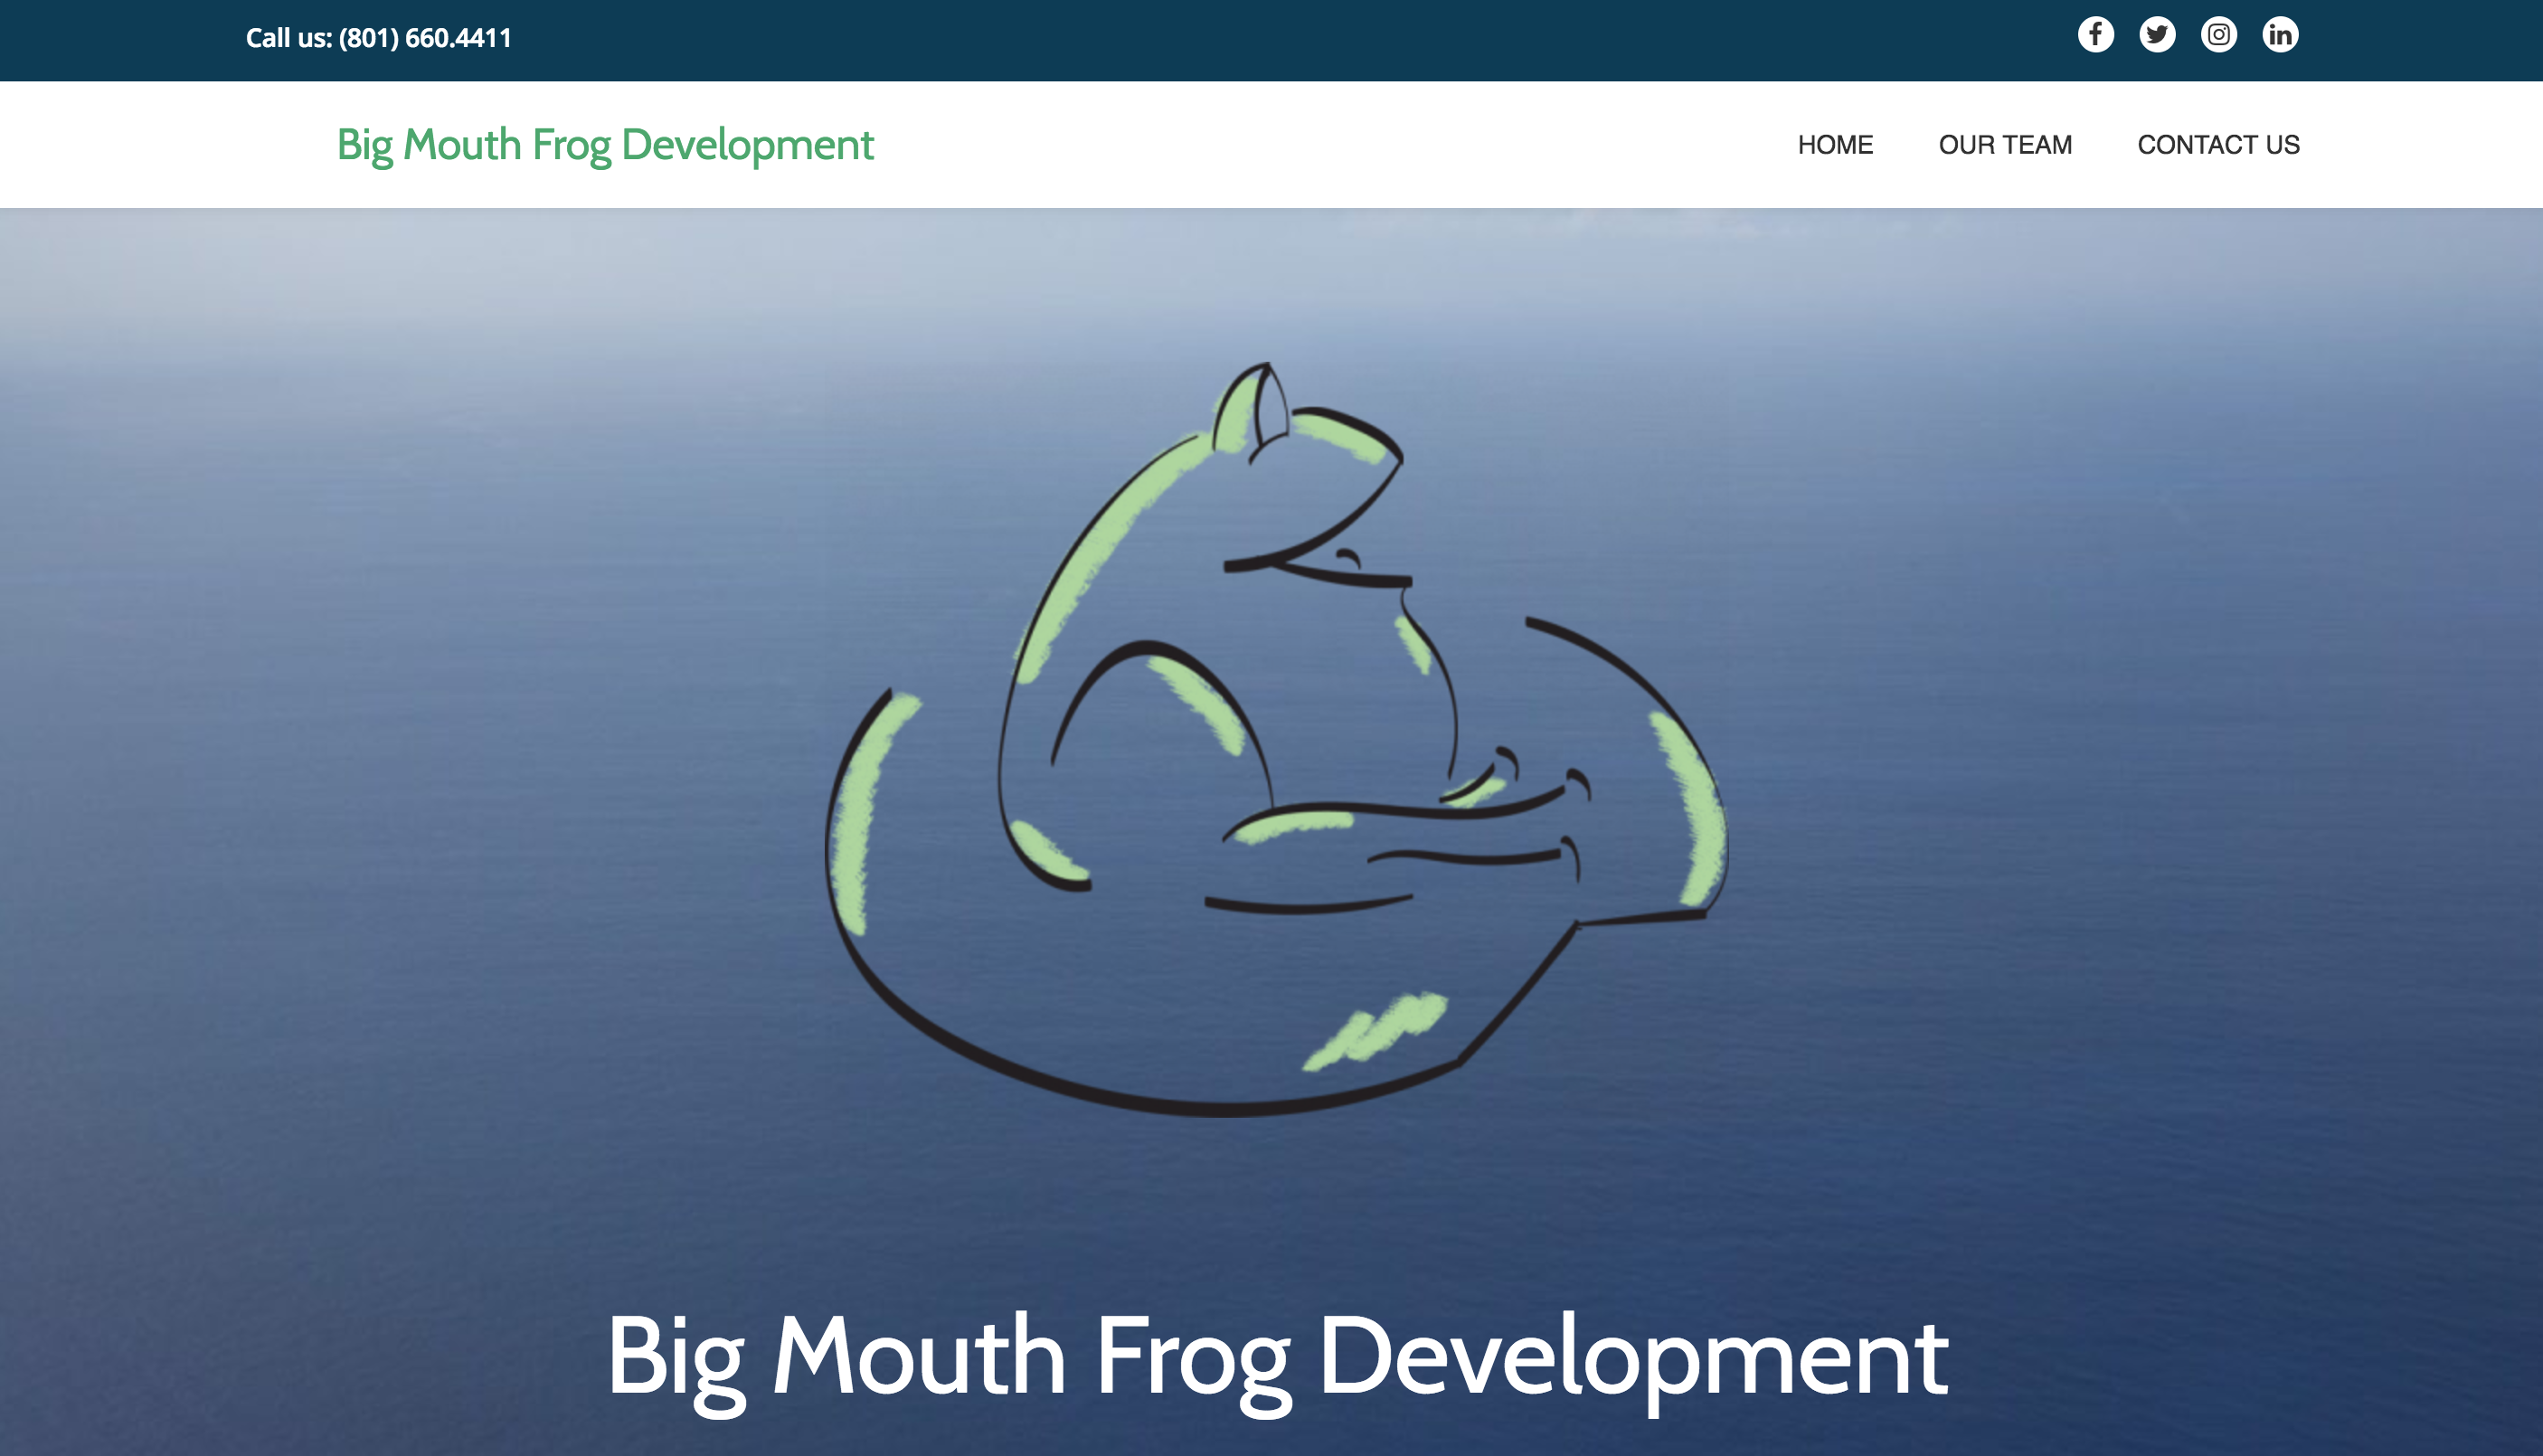 Call us: (801) 660.4411
Big Mouth Frog Development
HOME OUR TEAM CONTACT US
Big Mouth Frog Development